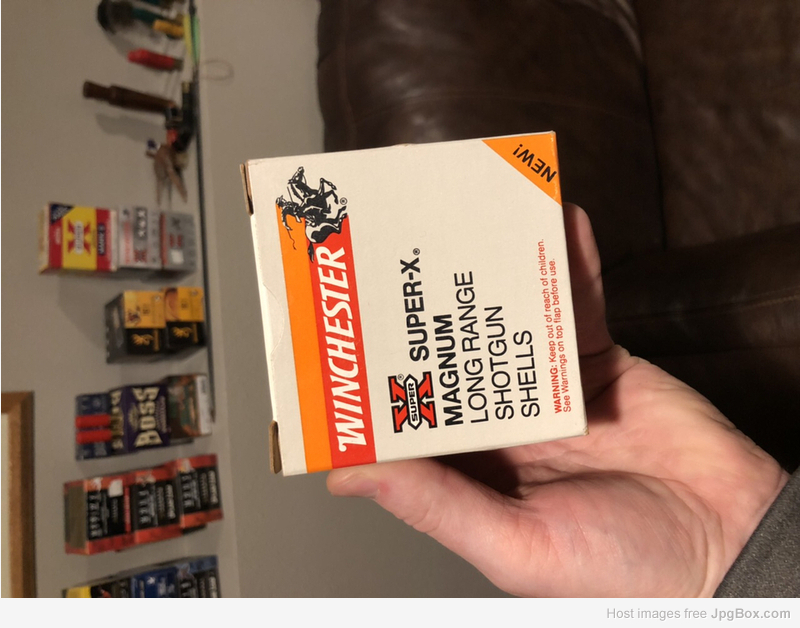 WINCHESTER®
SUPER X® SUPER-X®
MAGNUM
LONG RANGE
SHOTGUN
SHELLS
WARNING: Keep out of reach of children.
See Warnings on top flap before use.
NEW!
BOSS
Host images free JpgBox.com